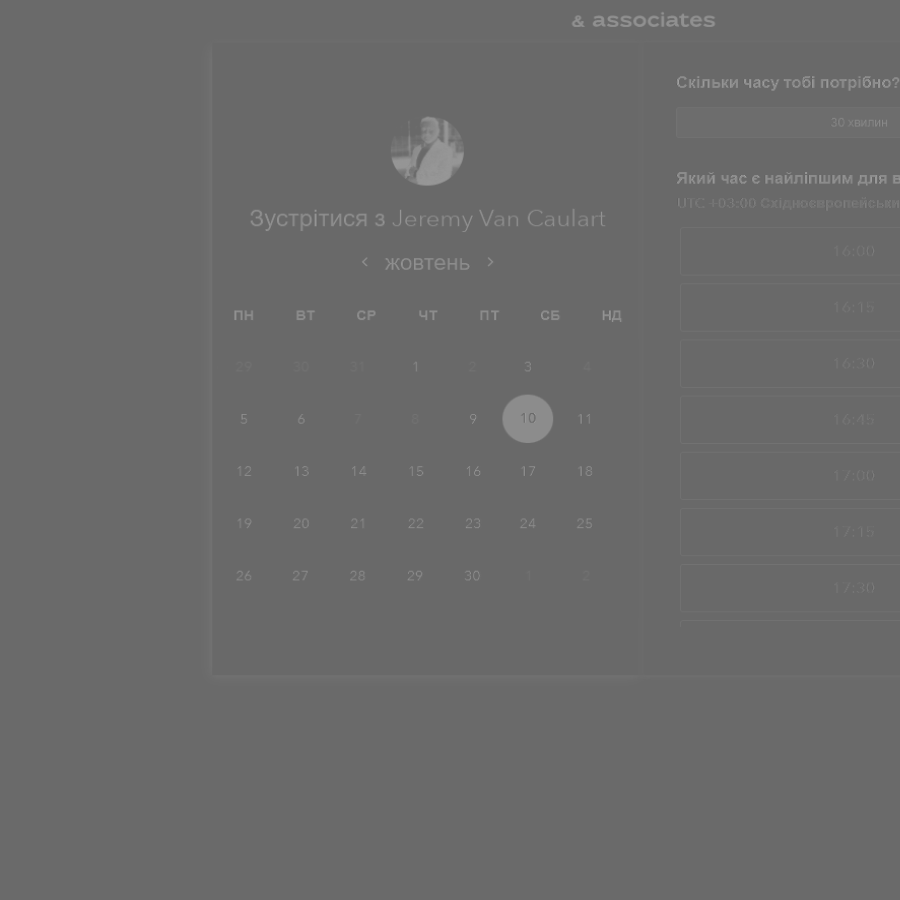 & associates
Зустрітися з Jeremy Van Caulart
жовтень
ПН ВТ СР ЧТ ПТ СБ НД
29 30 31 1 2 3 4
5 6 7 8 9 10 11
12 13 14 15 16 17 18
19 20 21 22 23 24 25
26 27 28 29 30 1 2
Скільки часу тобі потрібно?
30 хвилин
Який час є найліпшим для
UTC +03:00
16:00
16:15
16:30
16:45
17:00
17:15
17:30